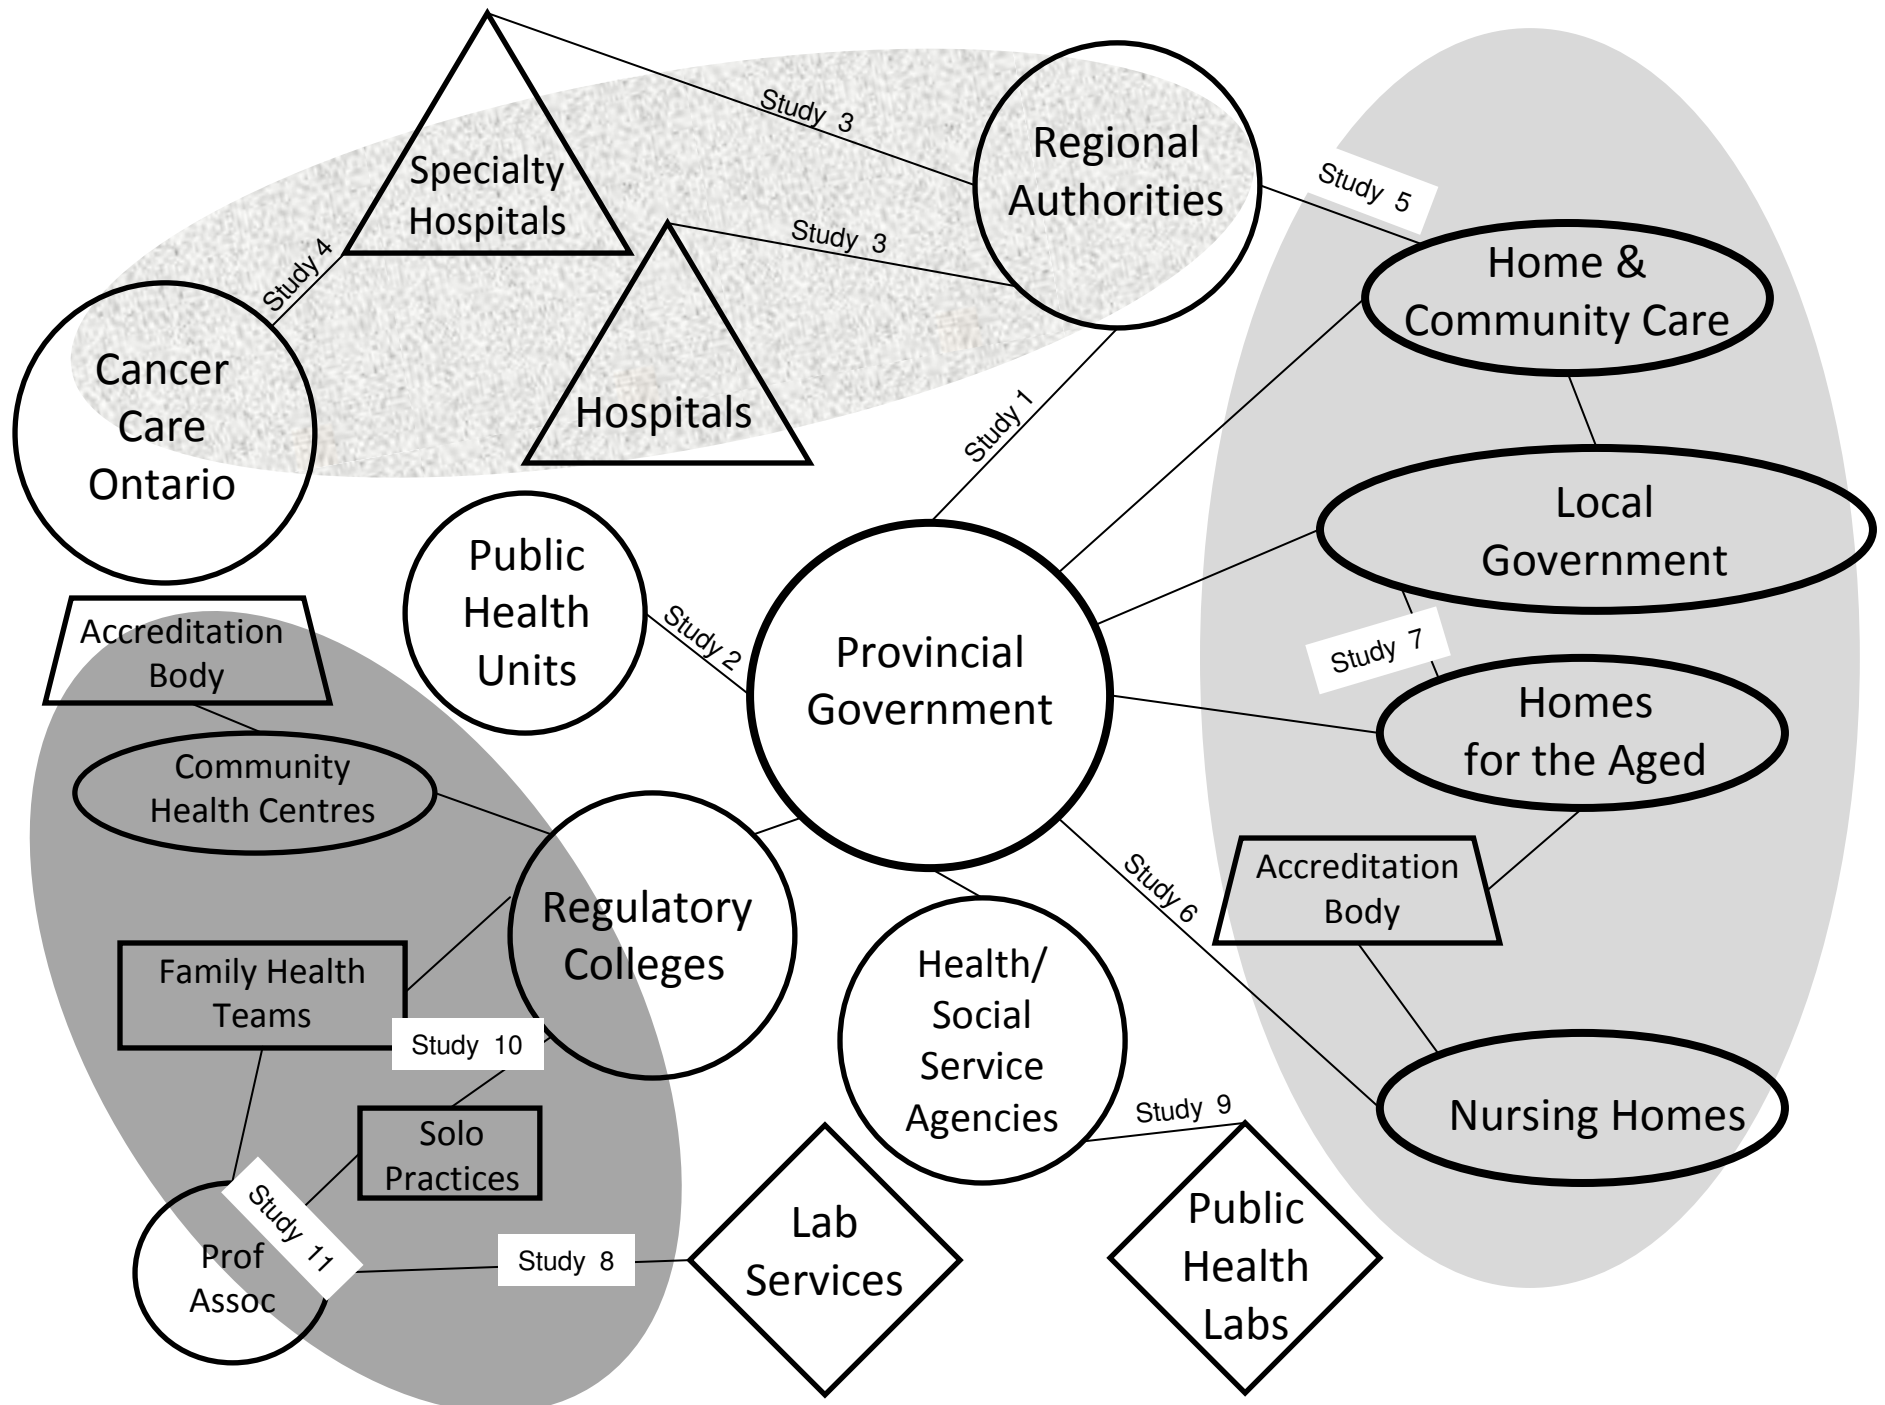 Study  3
Regional
Authorities
Specialty
Hospitals
Study  5
Study  3
Study 4
Home &
Community Care
Cancer
Care
Ontario
Hospitals
Study 1
Local
Government
Public
Health
Units
Study 2
Provincial
Government
Study  7
Accreditation
Body
Homes
for the Aged
Community
Health Centres
Accreditation
Body
Study 6
Regulatory
Colleges
Family Health
Teams
Health/
Social
Service
Agencies
Study  10
Study  9
Nursing Homes
Solo
Practices
Study  11
Prof
Assoc
Study  8
Lab
Services
Public
Health
Labs